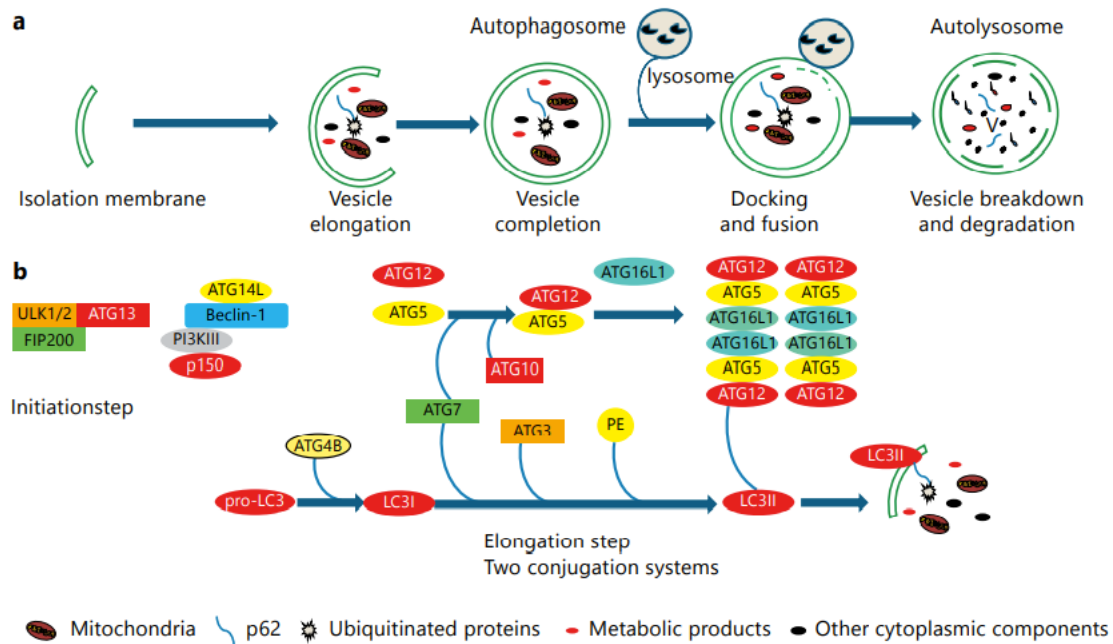 a
Autophagosome
Autolysosome
lysosome
V
Isolation membrane
Vesicle
elongation
Vesicle
completion
Docking
and fusion
Vesicle breakdown
and degradation
b
ULK1/2
ATG13
FIP200
ATG14L
Beclin-1
PI3KIII
p150
Initiationstep
ATG12
ATG5
ATG12
ATG5
ATG10
ATG16L1
ATG12
ATG12
ATG5
ATG5
ATG16L1
ATG16L1
ATG16L1
ATG16L1
ATG5
ATG5
ATG12
ATG12
ATG7
ATG3
PE
ATG4B
pro-LC3
LC3I
LC3II
LC3II
Elongation step
Two conjugation systems
Mitochondria
p62
Ubiquitinated proteins
Metabolic products
Other cytoplasmic components